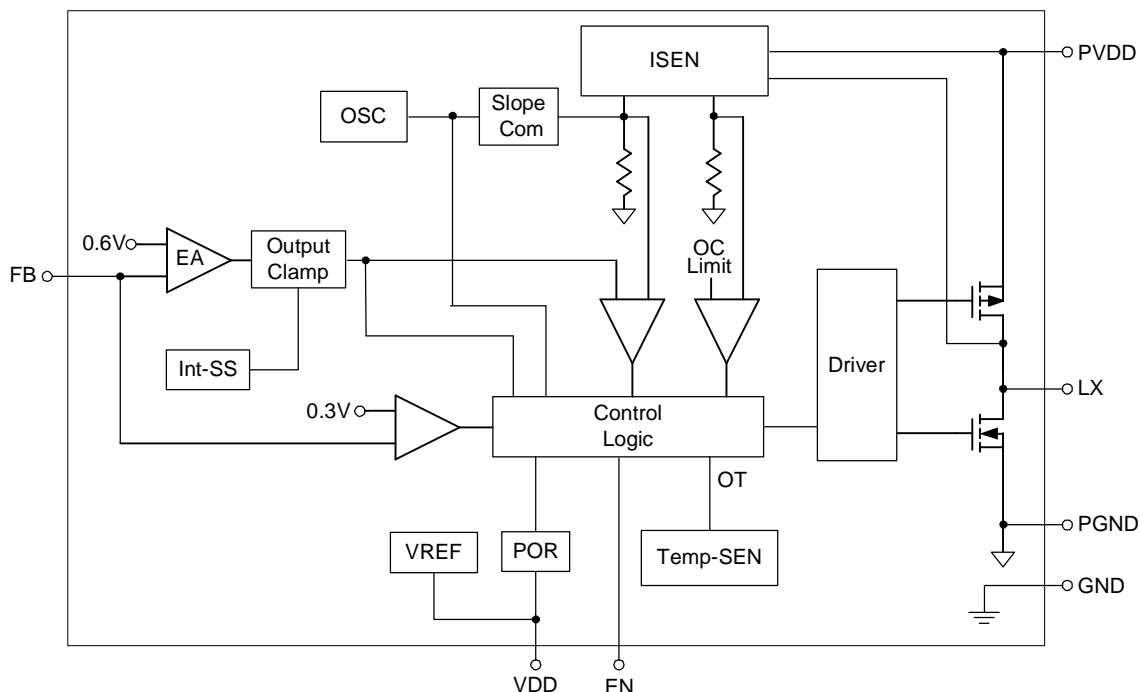 ISEN
PVDD
OSC
Slope
Com
0.6V
EA
Output
Clamp
OC
Limit
FB
Int-SS
Driver
LX
0.3V
Control
Logic
OT
VREF
POR
Temp-SEN
PGND
GND
VDD
EN